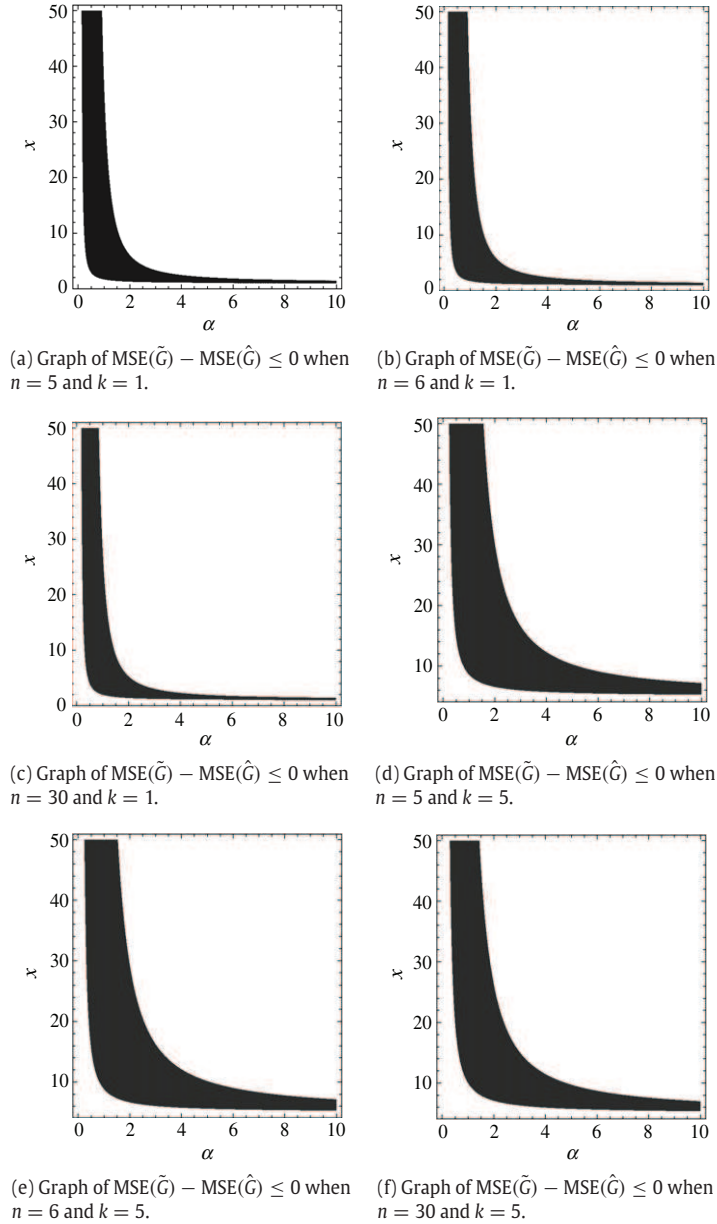 50
40
30
20
10
0
x
0 2 4 6 8 10
α
(a) Graph of MSE(G̃) − MSE(Ĝ) ≤ 0 when
n = 5 and k = 1.
50
40
30
20
10
0
x
0 2 4 6 8 10
α
(b) Graph of MSE(G̃) − MSE(Ĝ) ≤ 0 when
n = 6 and k = 1.
50
40
30
20
10
0
x
0 2 4 6 8 10
α
(c) Graph of MSE(G̃) − MSE(Ĝ) ≤ 0 when
n = 30 and k = 1.
50
40
30
20
10
x
0 2 4 6 8 10
α
(d) Graph of MSE(G̃) − MSE(Ĝ) ≤ 0 when
n = 5 and k = 5.
50
40
30
20
10
x
0 2 4 6 8 10
α
(e) Graph of MSE(G̃) − MSE(Ĝ) ≤ 0 when
n = 6 and k = 5.
50
40
30
20
10
x
0 2 4 6 8 10
α
(f) Graph of MSE(G̃) − MSE(Ĝ) ≤ 0 when
n = 30 and k = 5.